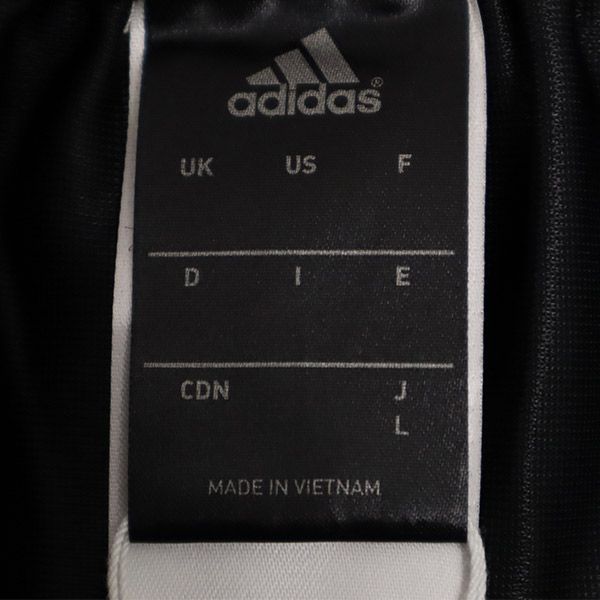 adidas®
UK US F
D I E
CDN J
L
MADE IN VIETNAM